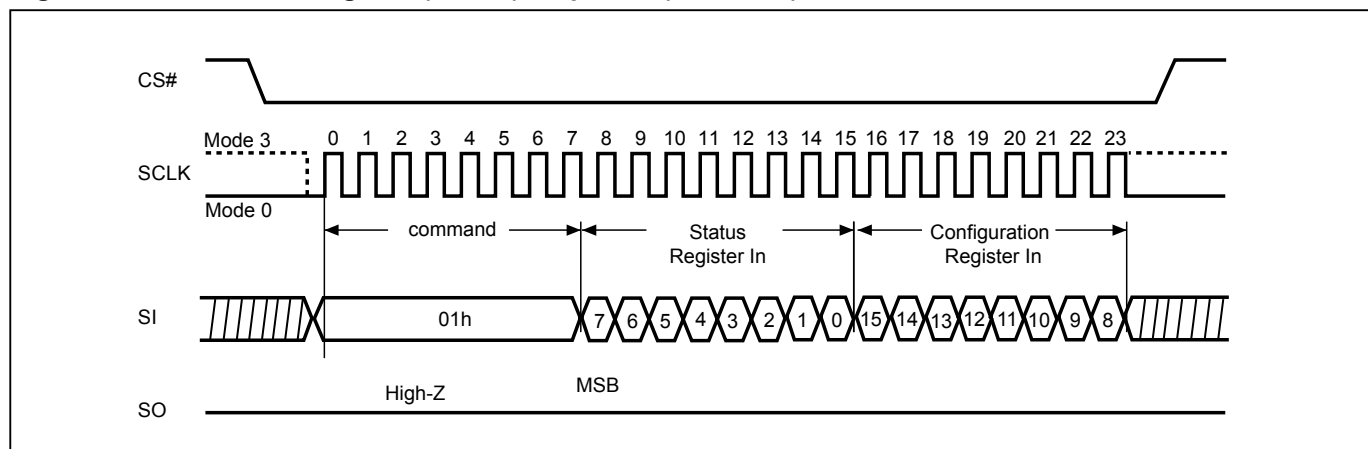 CS#
Mode 3
0 1 2 3 4 5 6 7 8 9 10 11 12 13 14 15 16 17 18 19 20 21 22 23
SCLK
Mode 0
command
Status
Register In
Configuration
Register In
SI
01h
7 6 5 4 3 2 1 0 15 14 13 12 11 10 9 8
High-Z
MSB
SO